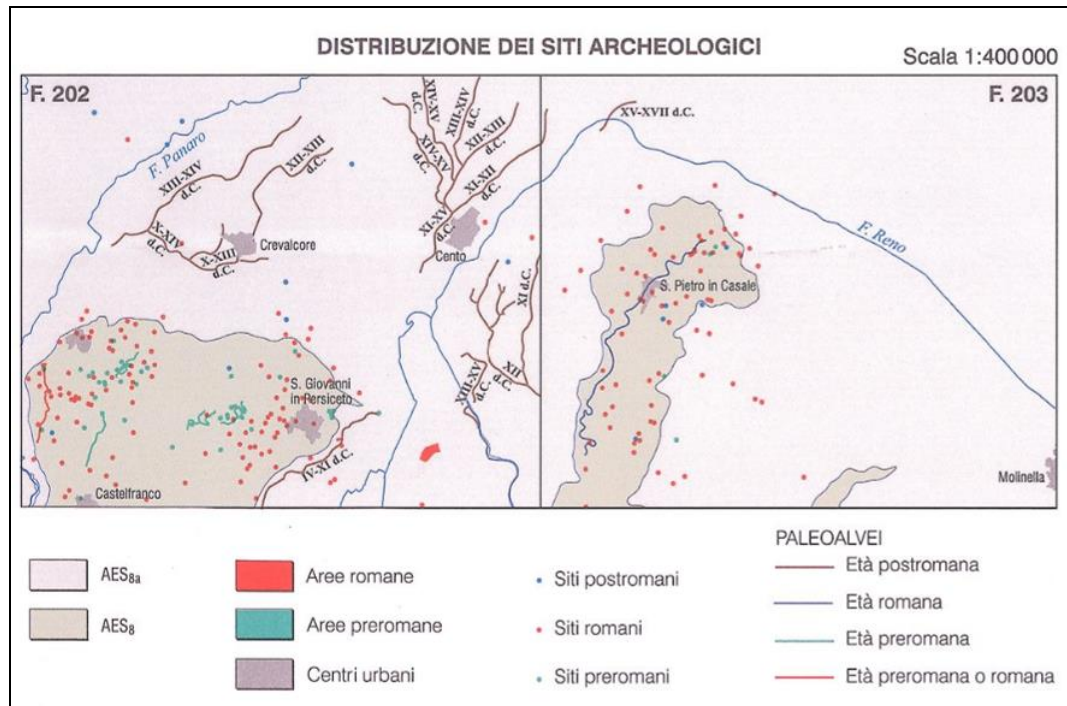 DISTRIBUZIONE DEI SITI ARCHEOLOGICI
Scala 1:400 000
F. 202
F. 203
F. Panaro
XIII-XIV d.C.
XII-XIII d.C.
X-XIV d.C.
X-XIII d.C.
Crevalcore
XIV-XV d.C.
XIII-XIV d.C.
XIV-XV d.C.
XII-XIII d.C.
XI-XII d.C.
XI-XV d.C.
Cento
XV-XVII d.C.
F. Reno
S. Pietro in Casale
XI d.C.
XII
XIII-XV d.C.
S. Giovanni
in Persiceto
IV-XI d.C.
Castelfranco
Molinella
AES8a
AES8
Aree romane
Aree preromane
Centri urbani
Siti postromani
Siti romani
Siti preromani
PALEOALVEI
Età postromana
Età romana
Età preromana
Età preromana o romana